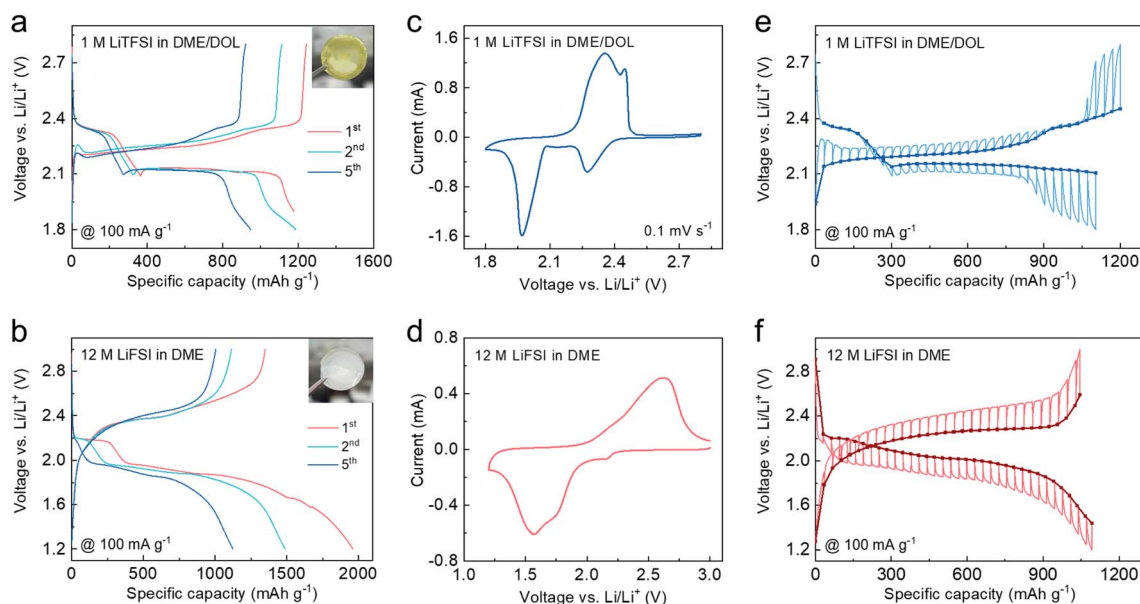 a
1 M LiTFSI in DME/DOL
Voltage vs. Li/Li⁺ (V)
2.7
2.4
2.1
1.8
1ˢᵗ
2ⁿᵈ
5ᵗʰ
@ 100 mA g⁻¹
0 400 800 1200 1600
Specific capacity (mAh g⁻¹)
c
1 M LiTFSI in DME/DOL
Current (mA)
1.6
0.8
0.0
-0.8
-1.6
0.1 mV s⁻¹
1.8 2.1 2.4 2.7
Voltage vs. Li/Li⁺ (V)
e
1 M LiTFSI in DME/DOL
Voltage vs. Li/Li⁺ (V)
2.7
2.4
2.1
1.8
@ 100 mA g⁻¹
0 300 600 900 1200
Specific capacity (mAh g⁻¹)
b
12 M LiFSI in DME
Voltage vs. Li/Li⁺ (V)
2.8
2.4
2.0
1.6
1.2
1ˢᵗ
2ⁿᵈ
5ᵗʰ
@ 100 mA g⁻¹
0 500 1000 1500 2000
Specific capacity (mAh g⁻¹)
d
12 M LiFSI in DME
Current (mA)
0.8
0.4
0.0
-0.4
-0.8
1.0 1.5 2.0 2.5 3.0
Voltage vs. Li/Li⁺ (V)
f
12 M LiFSI in DME
Voltage vs. Li/Li⁺ (V)
2.8
2.4
2.0
1.6
1.2
@ 100 mA g⁻¹
0 300 600 900 1200
Specific capacity (mAh g⁻¹)